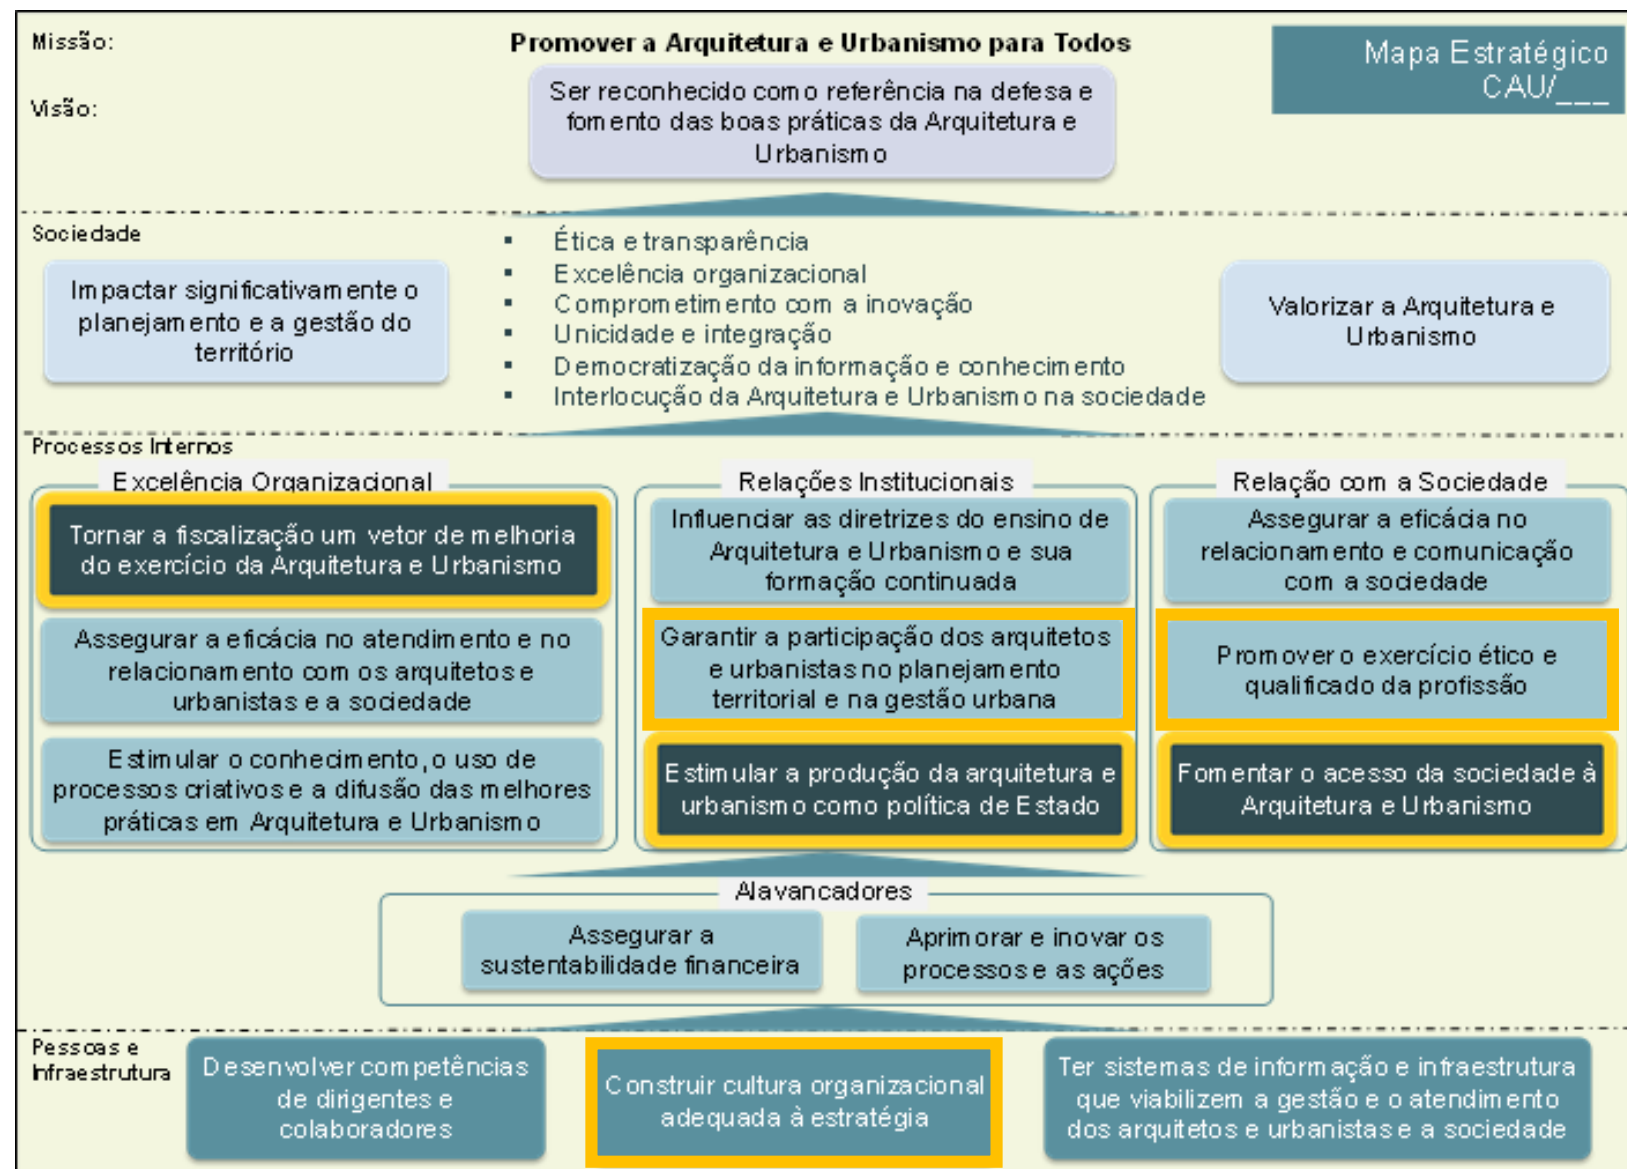 Missão:
Promover a Arquitetura e Urbanismo para Todos
Mapa Estratégico
CAU/___
Visão:
Ser reconhecido como referência na defesa e
fomento das boas práticas da Arquitetura e
Urbanismo
Sociedade
Impactar significativamente o
planejamento e a gestão do
território
▪ Ética e transparência
▪ Excelência organizacional
▪ Comprometimento com a inovação
▪ Unicidade e integração
▪ Democratização da informação e conhecimento
▪ Interlocução da Arquitetura e Urbanismo na sociedade
Valorizar a Arquitetura e
Urbanismo
Processos Internos
Excelência Organizacional
Tornar a fiscalização um vetor de melhoria
do exercício da Arquitetura e Urbanismo
Assegurar a eficácia no atendimento e no
relacionamento com os arquitetos e
urbanistas e a sociedade
Estimular o conhecimento, o uso de
processos criativos e a difusão das melhores
práticas em Arquitetura e Urbanismo
Relações Institucionais
Influenciar as diretrizes do ensino de
Arquitetura e Urbanismo e sua
formação continuada
Garantir a participação dos arquitetos
e urbanistas no planejamento
territorial e na gestão urbana
Estimular a produção da arquitetura e
urbanismo como política de Estado
Relação com a Sociedade
Assegurar a eficácia no
relacionamento e comunicação
com a sociedade
Promover o exercício ético e
qualificado da profissão
Fomentar o acesso da sociedade à
Arquitetura e Urbanismo
Alavancadores
Assegurar a
sustentabilidade financeira
Aprimorar e inovar os
processos e as ações
Pessoas e
Infraestrutura
Desenvolver competências
de dirigentes e
colaboradores
Construir cultura organizacional
adequada à estratégia
Ter sistemas de informação e infraestrutura
que viabilizem a gestão e o atendimento
dos arquitetos e urbanistas e a sociedade